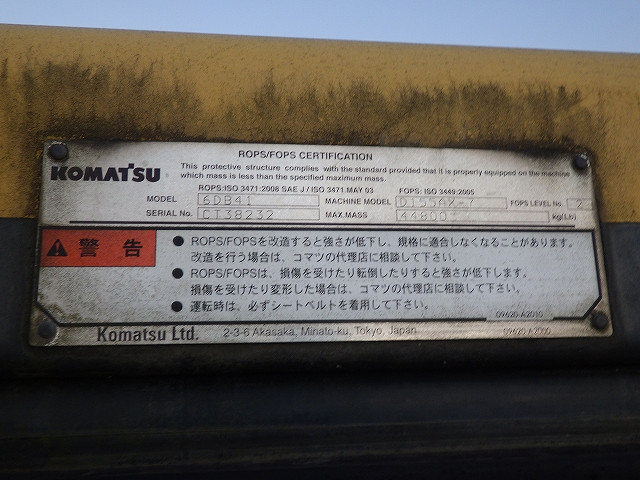 ROPS/FOPS CERTIFICATION
KOMATSU
This protective structure complies with the standard provided that it is properly equipped on the machine
which mass is less than the specified maximum mass.
ROPS:ISO 3471:2008 SAE J / ISO 3471.MAY 03 FOPS: ISO 3449:2005
MODEL 6DB41 MACHINE MODEL D155AX-7 FOPS LEVEL No. 2
SERIAL No. CT38232 MAX.MASS 44800 kg(Lb)
警告
● ROPS/FOPSを改造すると強さが低下し、規格に適合しなくなることがあります。
改造を行う場合は、コマツの代理店に相談して下さい。
● ROPS/FOPSは、損傷を受けたり転倒したりすると強さが低下します。
損傷を受けたり変形した場合は、コマツの代理店に相談して下さい。
● 運転時は、必ずシートベルトを着用して下さい。
09620-A2010
Komatsu Ltd. 2-3-6 Akasaka, Minato-ku, Tokyo, Japan
09620-A2000